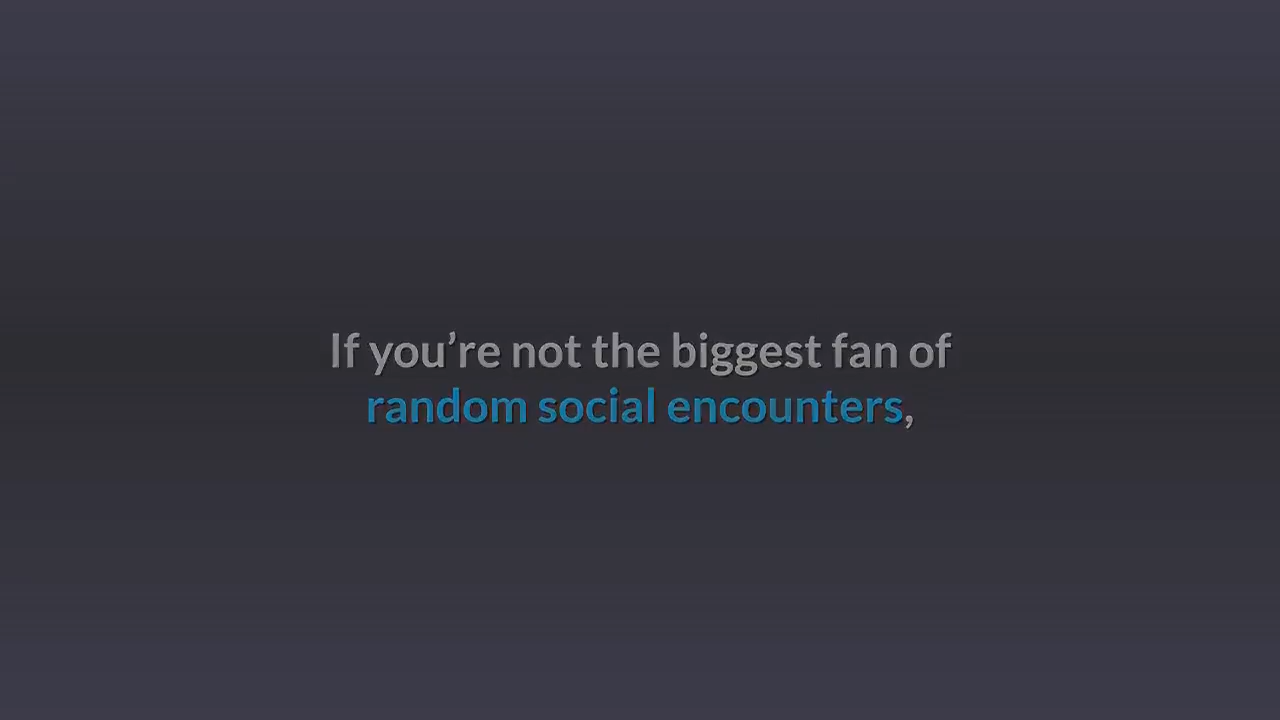 If you’re not the biggest fan of
random social encounters,